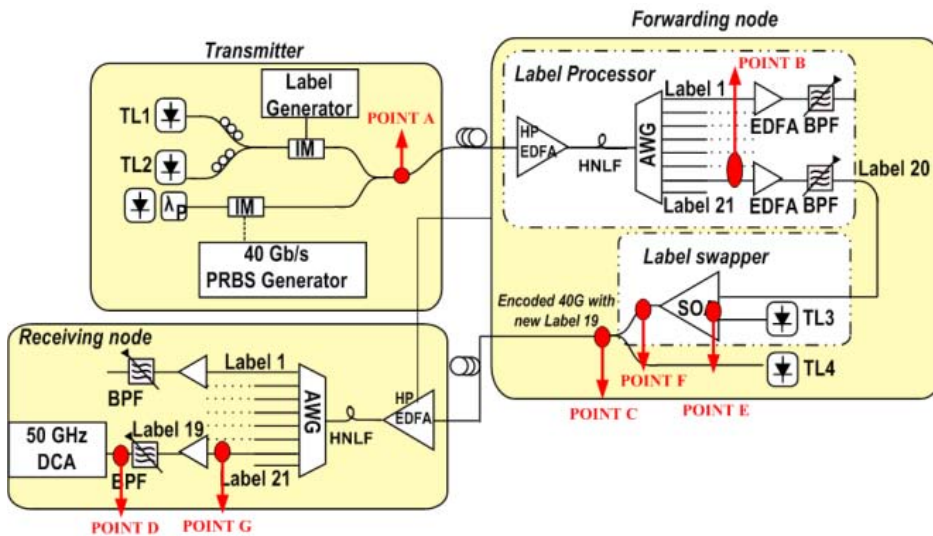 Forwarding node
Transmitter
Label
Generator
TL1
TL2
IM
POINT A
λP
IM
40 Gb/s
PRBS Generator
Label Processor
POINT B
Label 1
HP
EDFA
HNLF
AWG
EDFA
BPF
Label 20
Label 21
EDFA
BPF
Label swapper
Encoded 40G with
new Label 19
TL3
TL4
POINT F
POINT C
POINT E
Receiving node
Label 1
BPF
AWG
HP
EDFA
HNLF
50 GHz
DCA
Label 19
BPF
Label 21
POINT D
POINT G